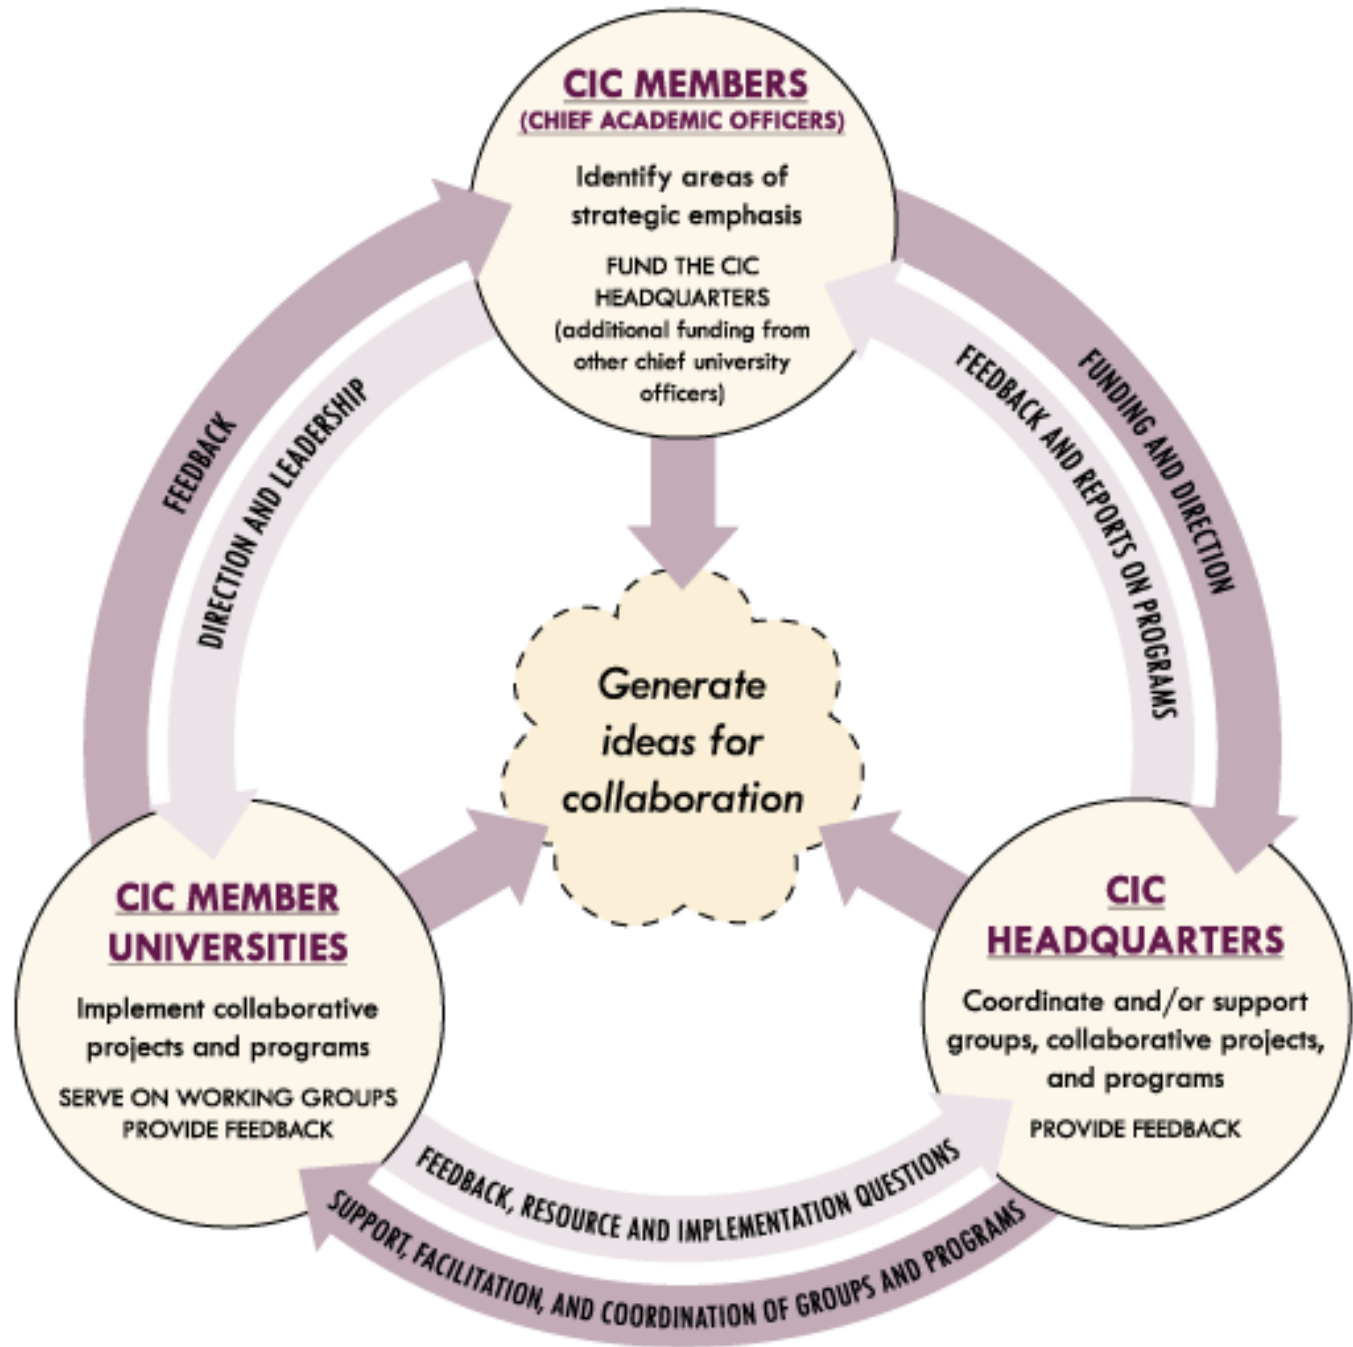 CIC MEMBERS
(CHIEF ACADEMIC OFFICERS)
Identify areas of
strategic emphasis
FUND THE CIC
HEADQUARTERS
(additional funding from
other chief university
officers)
FEEDBACK
DIRECTION AND LEADERSHIP
FEEDBACK AND REPORTS ON PROGRAMS
FUNDING AND DIRECTION
Generate
ideas for
collaboration
CIC MEMBER
UNIVERSITIES
Implement collaborative
projects and programs
SERVE ON WORKING GROUPS
PROVIDE FEEDBACK
CIC
HEADQUARTERS
Coordinate and/or support
groups, collaborative projects,
and programs
PROVIDE FEEDBACK
FEEDBACK, RESOURCE AND IMPLEMENTATION QUESTIONS
SUPPORT, FACILITATION, AND COORDINATION OF GROUPS AND PROGRAMS